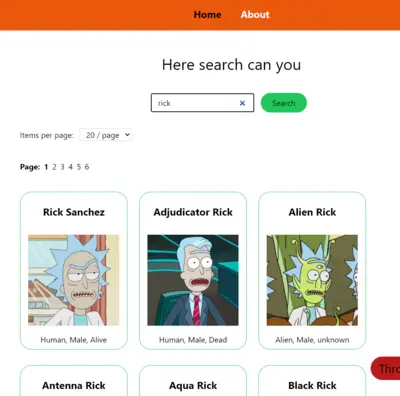 Home About
Here search can you
rick Search
Items per page: 20 / page
Page: 1 2 3 4 5 6
Rick Sanchez Adjudicator Rick Alien Rick
Human, Male, Alive Human, Male, Dead Alien, Male, unknown
Thro
Antenna Rick Aqua Rick Black Rick